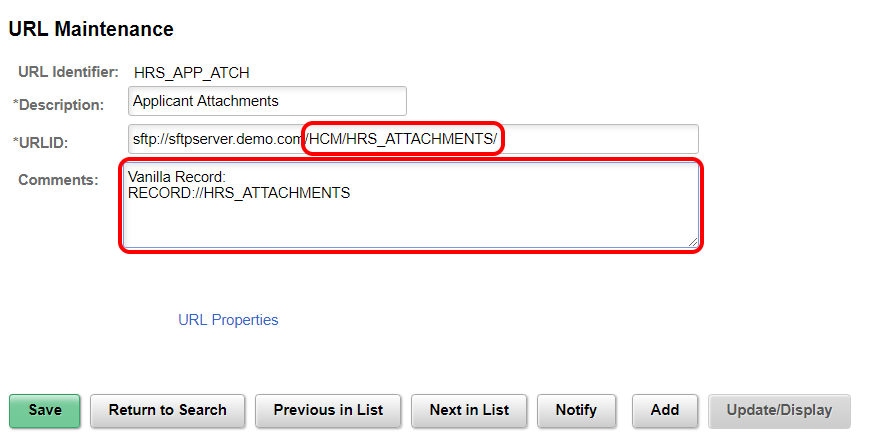 URL Maintenance
URL Identifier: HRS_APP_ATCH
*Description: Applicant Attachments
*URLID: sftp://sftpserver.demo.com/HCM/HRS_ATTACHMENTS/
Comments: Vanilla Record:
RECORD://HRS_ATTACHMENTS
URL Properties
Save Return to Search Previous in List Next in List Notify Add Update/Display